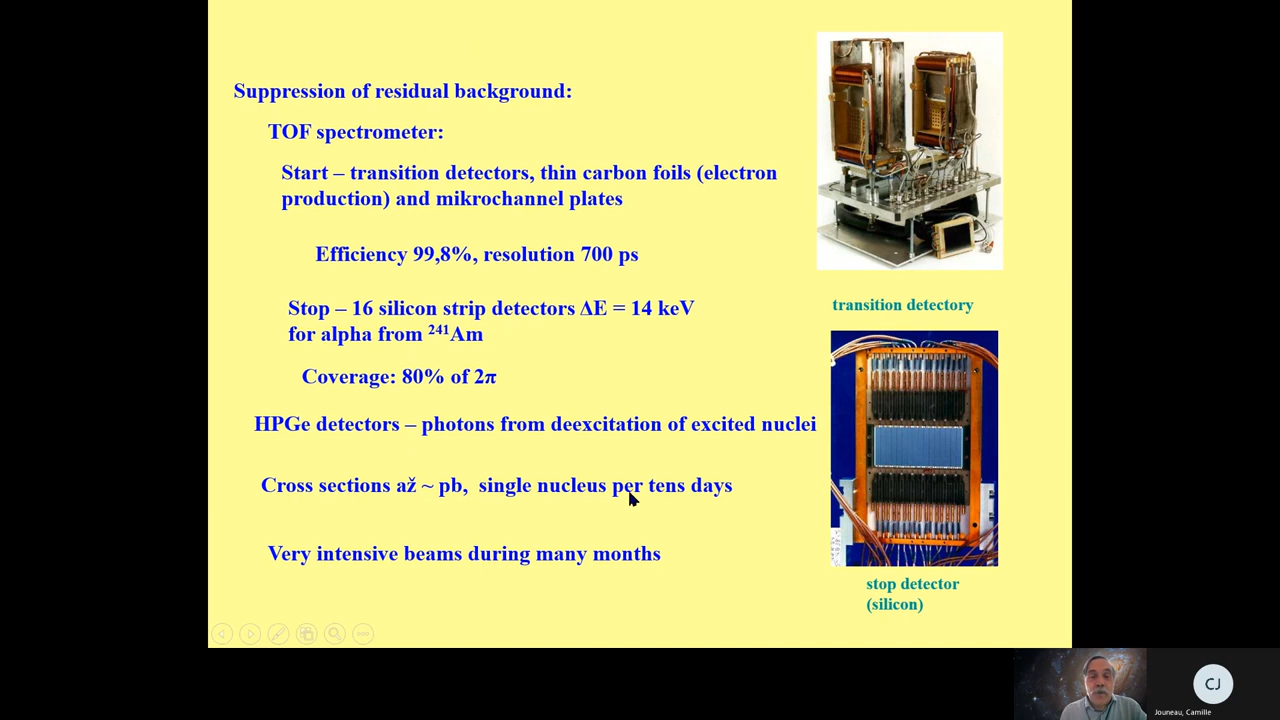 Suppression of residual background:
TOF spectrometer:
Start – transition detectors, thin carbon foils (electron
production) and mikrochannel plates
Efficiency 99,8%, resolution 700 ps
Stop – 16 silicon strip detectors ΔE = 14 keV
for alpha from ²⁴¹Am
Coverage: 80% of 2π
HPGe detectors – photons from deexcitation of excited nuclei
Cross sections až ~ pb, single nucleus per tens days
Very intensive beams during many months
transition detectory
stop detector
(silicon)
CJ
Jouneau, Camille